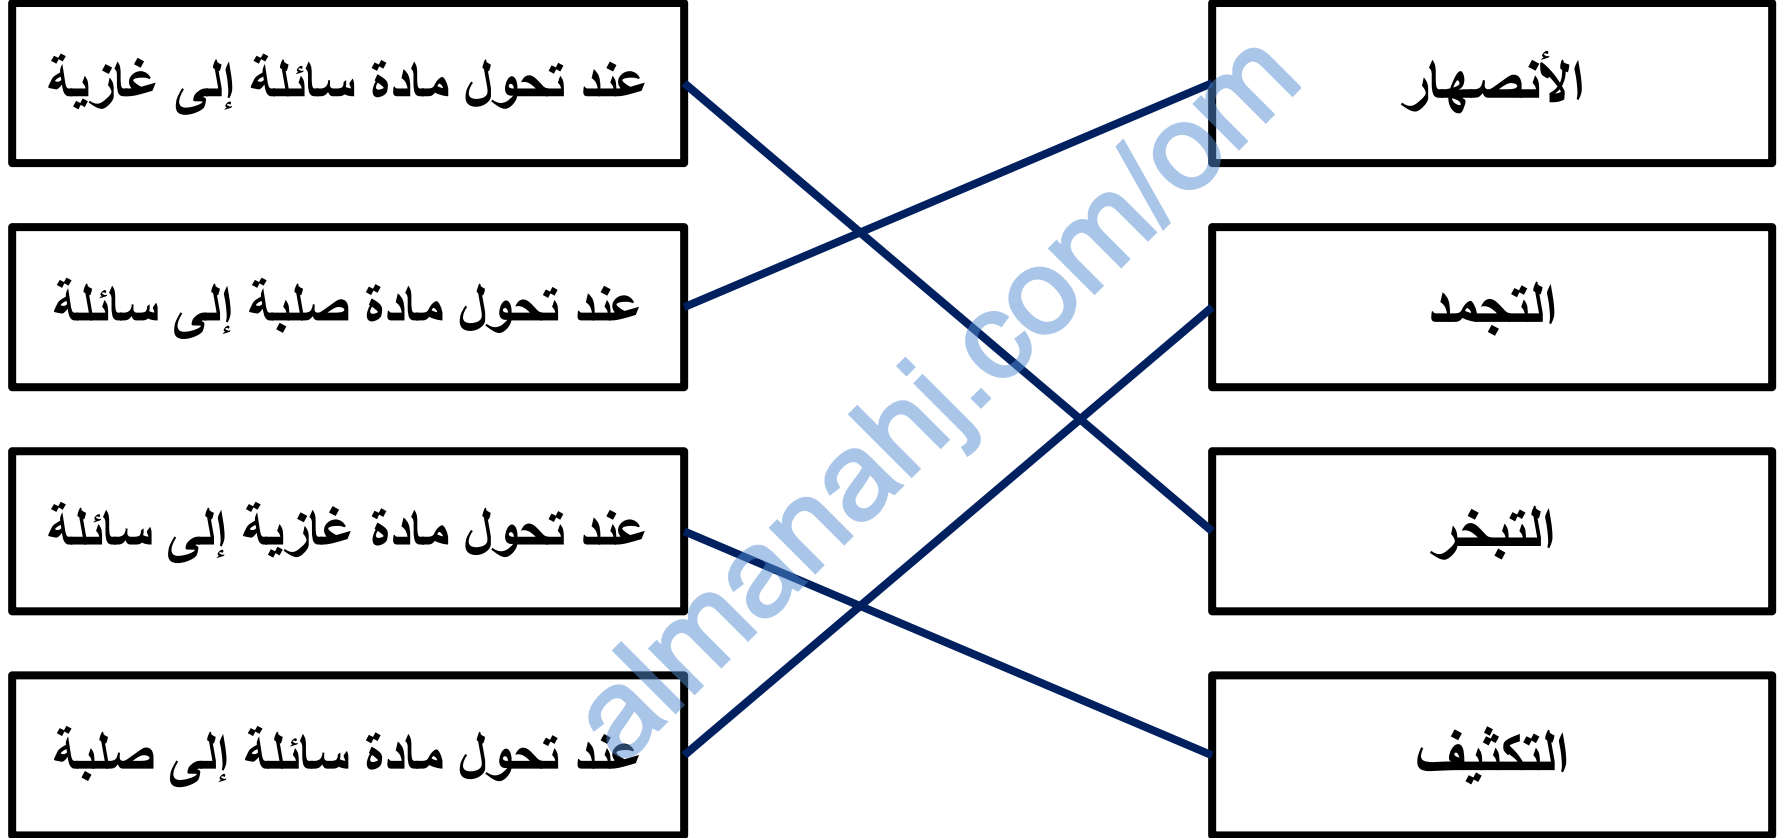 الأنصهار
عند تحول مادة سائلة إلى غازية
التجمد
عند تحول مادة صلبة إلى سائلة
التبخر
عند تحول مادة غازية إلى سائلة
التكثيف
عند تحول مادة سائلة إلى صلبة
almanahj.com/om